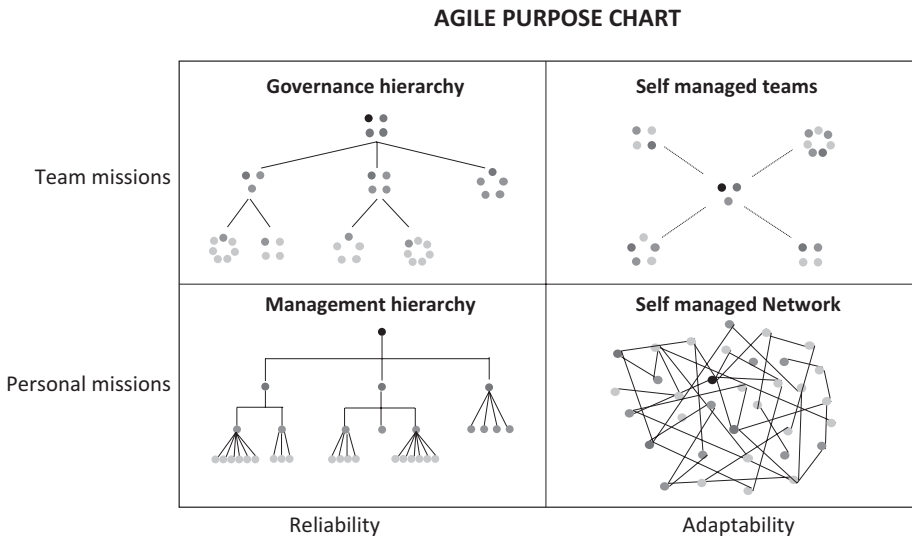 AGILE PURPOSE CHART
Governance hierarchy
Self managed teams
Team missions
Management hierarchy
Self managed Network
Personal missions
Reliability
Adaptability